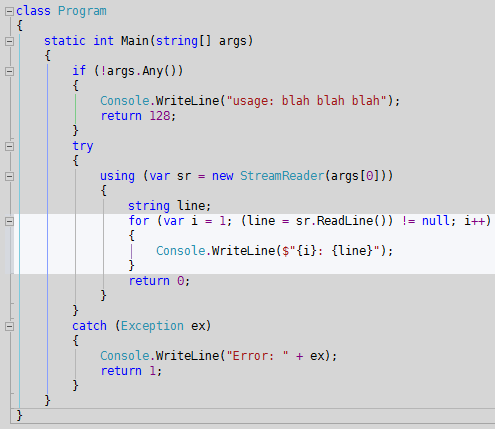 class Program
{
    static int Main(string[] args)
    {
        if (!args.Any())
        {
            Console.WriteLine("usage: blah blah blah");
            return 128;
        }
        try
        {
            using (var sr = new StreamReader(args[0]))
            {
                string line;
                for (var i = 1; (line = sr.ReadLine()) != null; i++)
                {
                    Console.WriteLine($"{i}: {line}");
                }
                return 0;
            }
        }
        catch (Exception ex)
        {
            Console.WriteLine("Error: " + ex);
            return 1;
        }
    }
}